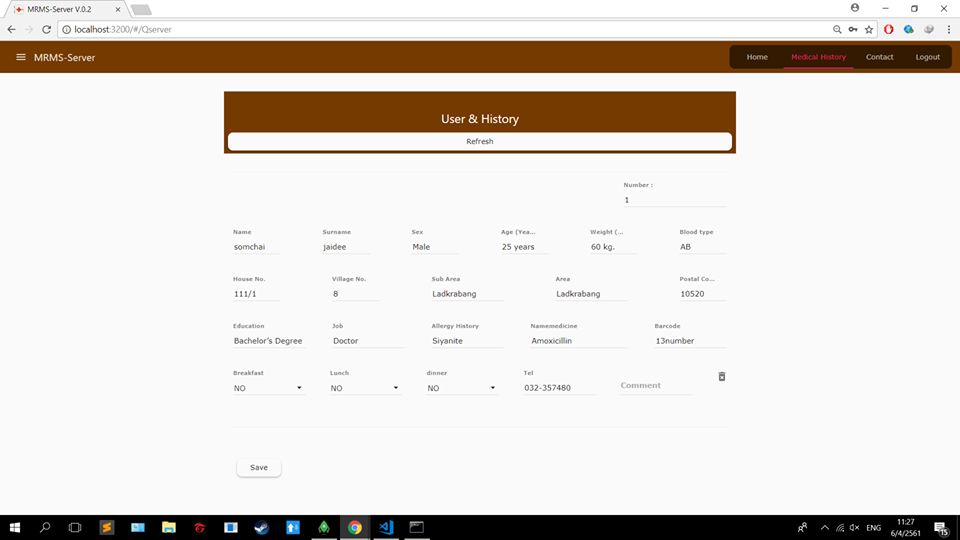 MRMS-Server V.0.2
localhost:3200/#/Qserver
MRMS-Server
Home
Medical History
Contact
Logout
User & History
Refresh
Number :
1
Name
Surname
Sex
Age (Yea...
Weight (...
Blood type
somchai
jaidee
Male
25 years
60 kg.
AB
House No.
Village No.
Sub Area
Area
Postal Co...
111/1
8
Ladkrabang
Ladkrabang
10520
Education
Job
Allergy History
Namemedicine
Barcode
Bachelor's Degree
Doctor
Siyanite
Amoxicillin
13number
Breakfast
Lunch
dinner
Tel
NO
NO
NO
032-357480
Comment
Save
ENG
11:27
6/4/2561
15